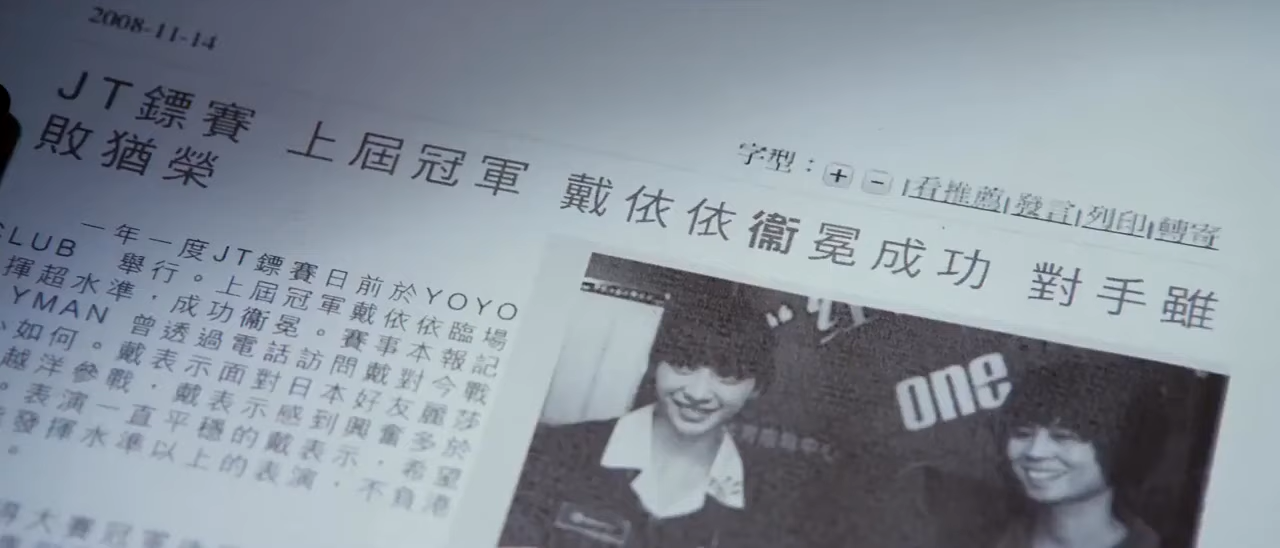 2008-11-14
JT鏢賽 上屆冠軍 戴依依衞冕成功 對手雖
敗猶榮
字型：+ - |看推薦|發言|列印|轉寄
一年一度JT鏢賽日前於YOYO
CLUB 舉行。上屆冠軍戴依依臨場
揮超水準，成功衞冕。賽事本報記
YMAN 曾透過電話訪問戴對今戰
如何。戴表示面對日本好友麗莎
越洋參戰，戴表示感到興奮多於
。表演一直平穩的戴表示，希望
發揮水準以上的表演，不負港
。
得大賽冠軍
one